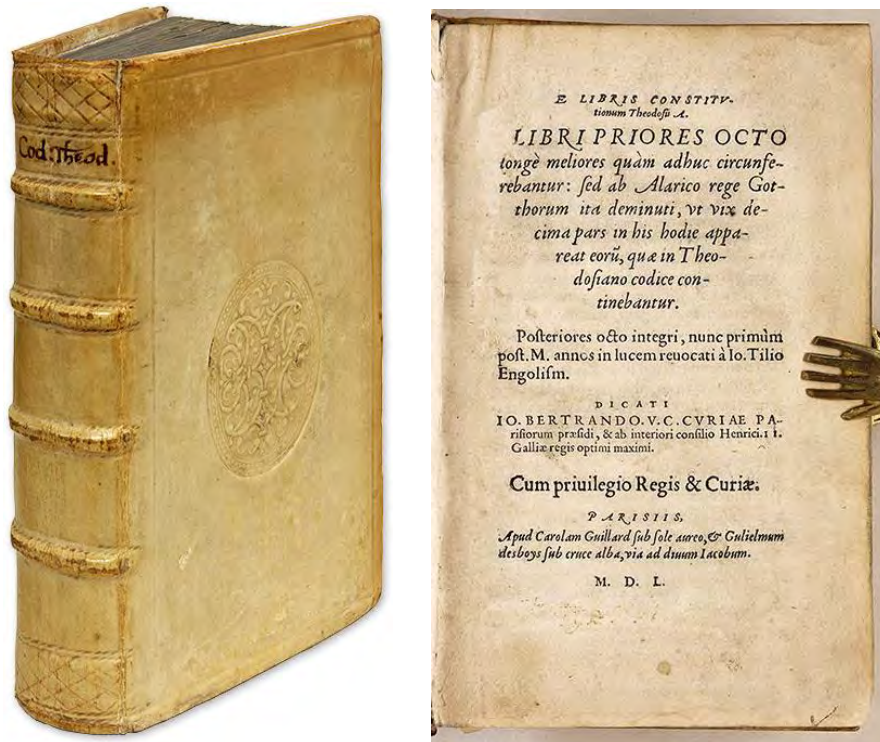 Cod: Theod.
E LIBRIS CONSTITV-
tionum Theodosii A.
LIBRI PRIORES OCTO
longè meliores quàm adhuc circunfe-
rebantur: sed ab Alarico rege Got-
thorum ita deminuti, vt vix de-
cima pars in his hodie appa-
reat eorũ, quæ in Theo-
dosiano codice con-
tinebantur.
Posteriores octo integri, nunc primùm
post. M. annos in lucem reuocati à Io. Tilio
Engolism.
DICATI
IO. BERTRANDO. V. C. CVRIAE PA-
risiorum præsidi, & ab interiori consilio Henrici. I I.
Galliæ regis optimi maximi.
Cum priuilegio Regis & Curiæ.
PARISIIS,
Apud Carolam Guillard sub sole aureo, & Gulielmum
desboys sub cruce alba, via ad diuum Iacobum.
M. D. L.